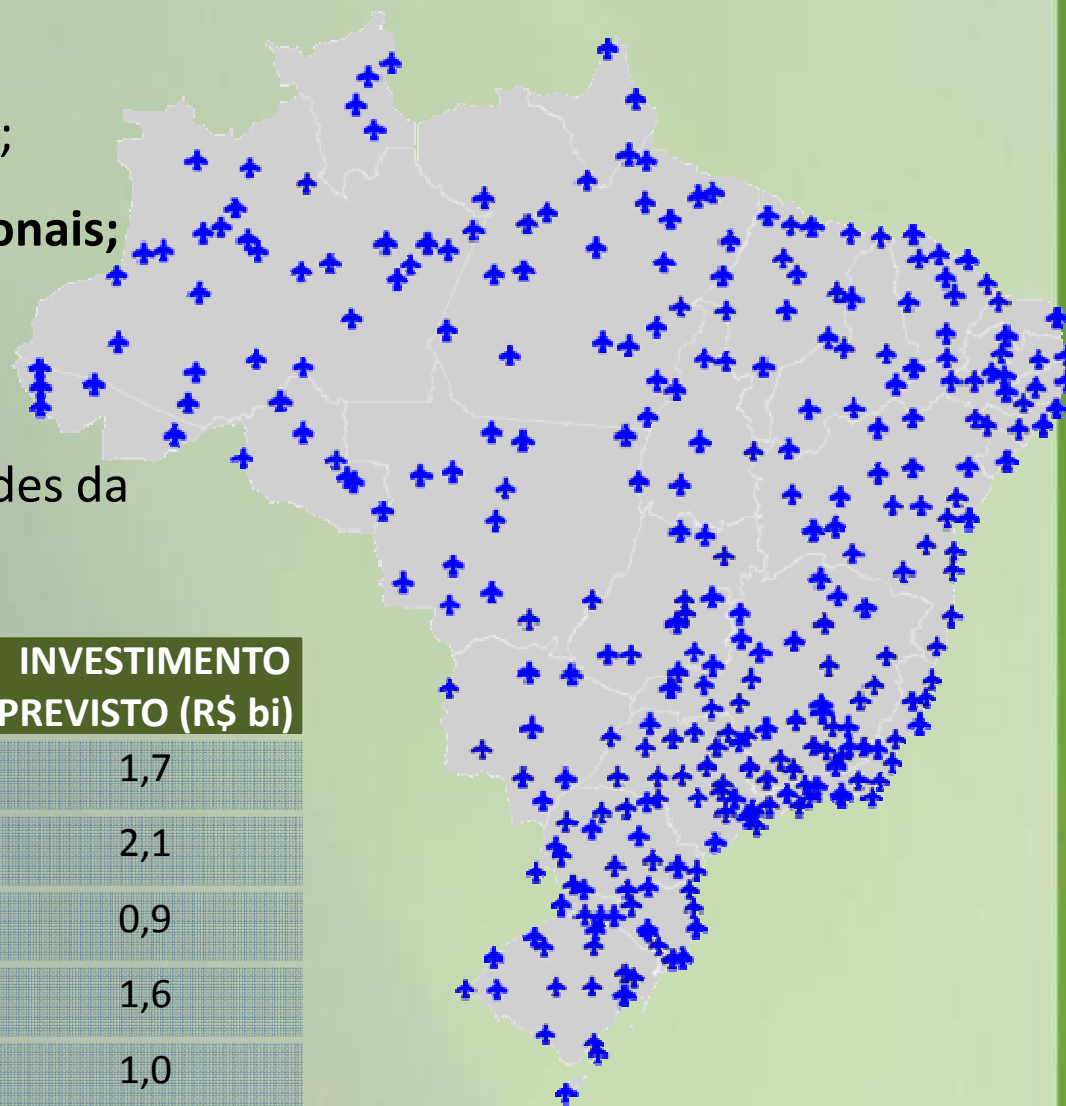 ;
onais;
des da
INVESTIMENTO
PREVISTO (R$ bi)
1,7
2,1
0,9
1,6
1,0